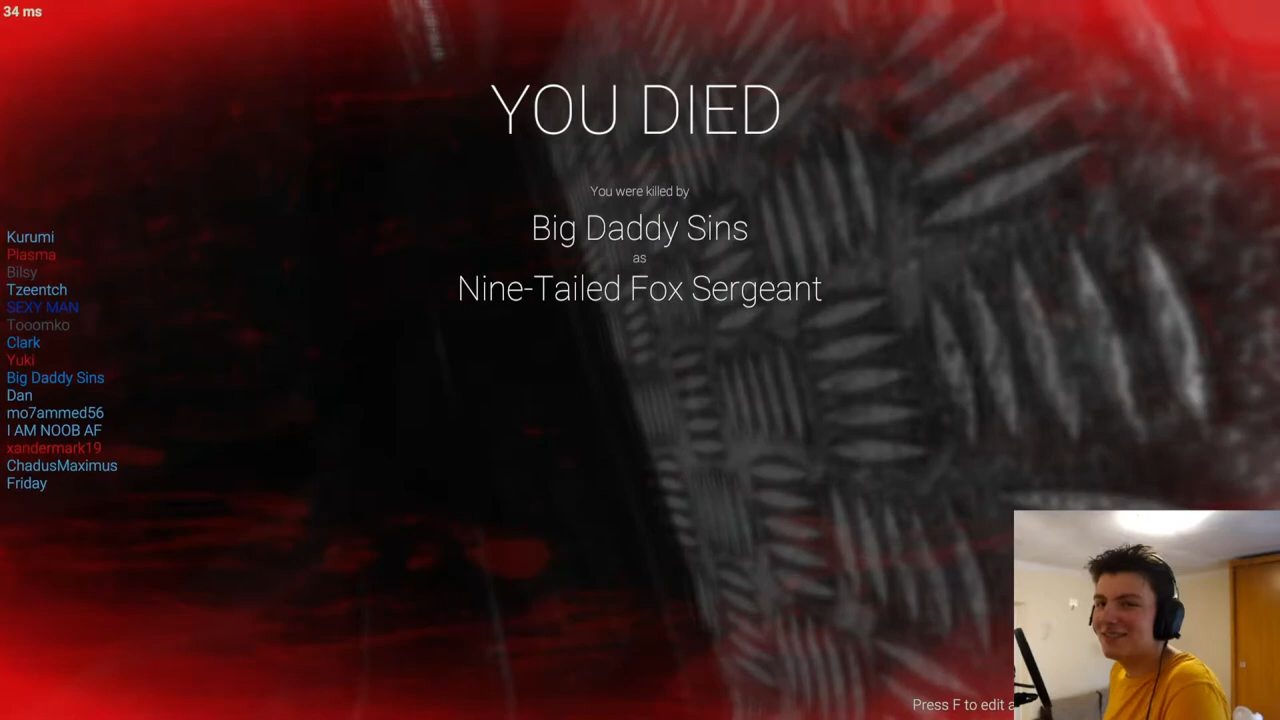 34 ms
YOU DIED
You were killed by
Big Daddy Sins
as
Nine-Tailed Fox Sergeant
Kurumi
Plasma
Bilsy
Tzeentch
SEXY MAN
Tooomko
Clark
Yuki
Big Daddy Sins
Dan
mo7ammed56
I AM NOOB AF
xandermark19
ChadusMaximus
Friday
Press F to edit a